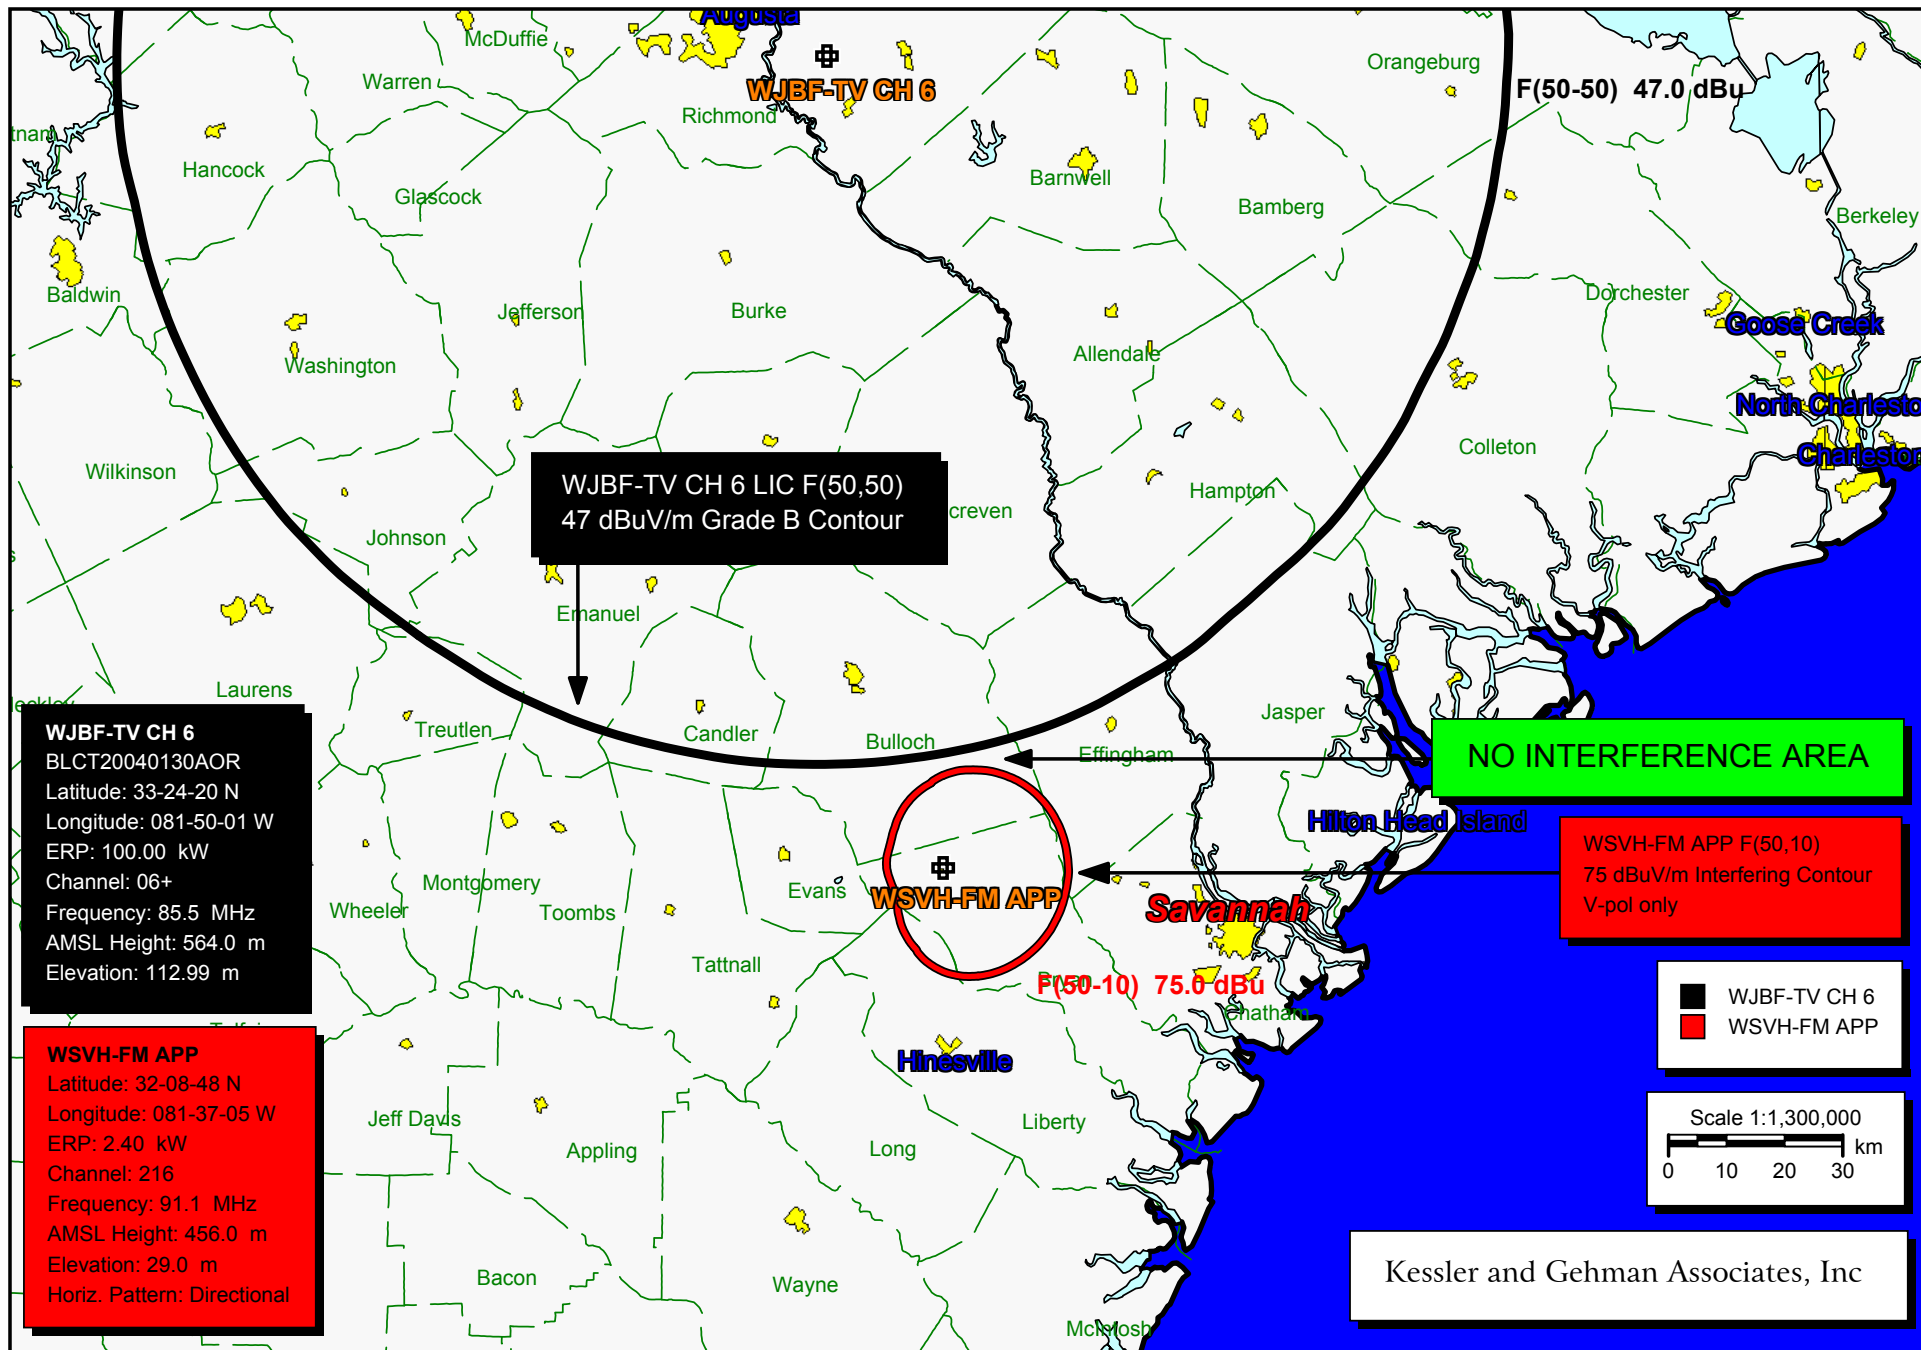 Augusta
McDuffie
Warren
WJBF-TV CH 6
Richmond
Orangeburg
F(50-50) 47.0 dBu
Hancock
Glascock
Barnwell
Bamberg
Berkeley
Baldwin
Jefferson
Burke
Dorchester
Goose Creek
Washington
Allendale
North Charlesto
Colleton
Charleston
Wilkinson
WJBF-TV CH 6 LIC F(50,50)
47 dBuV/m Grade B Contour
Hampton
creven
Johnson
Emanuel
Laurens
Treutlen
Candler
Bulloch
Effingham
Jasper
NO INTERFERENCE AREA
WJBF-TV CH 6
BLCT20040130AOR
Latitude: 33-24-20 N
Longitude: 081-50-01 W
ERP: 100.00 kW
Channel: 06+
Frequency: 85.5 MHz
AMSL Height: 564.0 m
Elevation: 112.99 m
Hilton Head Island
WSVH-FM APP F(50,10)
75 dBuV/m Interfering Contour
V-pol only
Montgomery
Wheeler
Toombs
Evans
WSVH-FM APP
Savannah
Tattnall
Bryan
F(50-10) 75.0 dBu
Chatham
WJBF-TV CH 6
WSVH-FM APP
Hinesville
WSVH-FM APP
Latitude: 32-08-48 N
Longitude: 081-37-05 W
ERP: 2.40 kW
Channel: 216
Frequency: 91.1 MHz
AMSL Height: 456.0 m
Elevation: 29.0 m
Horiz. Pattern: Directional
Jeff Davis
Appling
Long
Liberty
Scale 1:1,300,000
km
0 10 20 30
Bacon
Wayne
McIntosh
Kessler and Gehman Associates, Inc